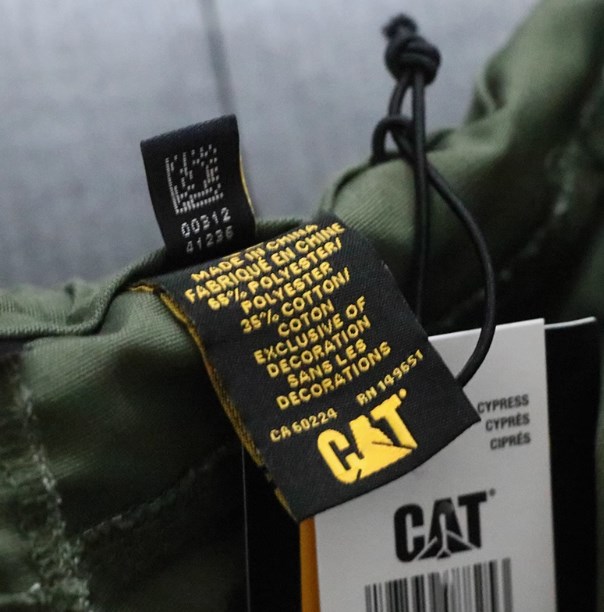 00312
41236
MADE IN CHINA
FABRIQUÉ EN CHINE
65% POLYESTER/
POLYESTER
35% COTTON/
COTON
EXCLUSIVE OF
DECORATION
SANS LES
DECORATIONS
CA 60224 RN 149651
CAT
CYPRESS
CYPRÈS
CIPRÉS
CAT